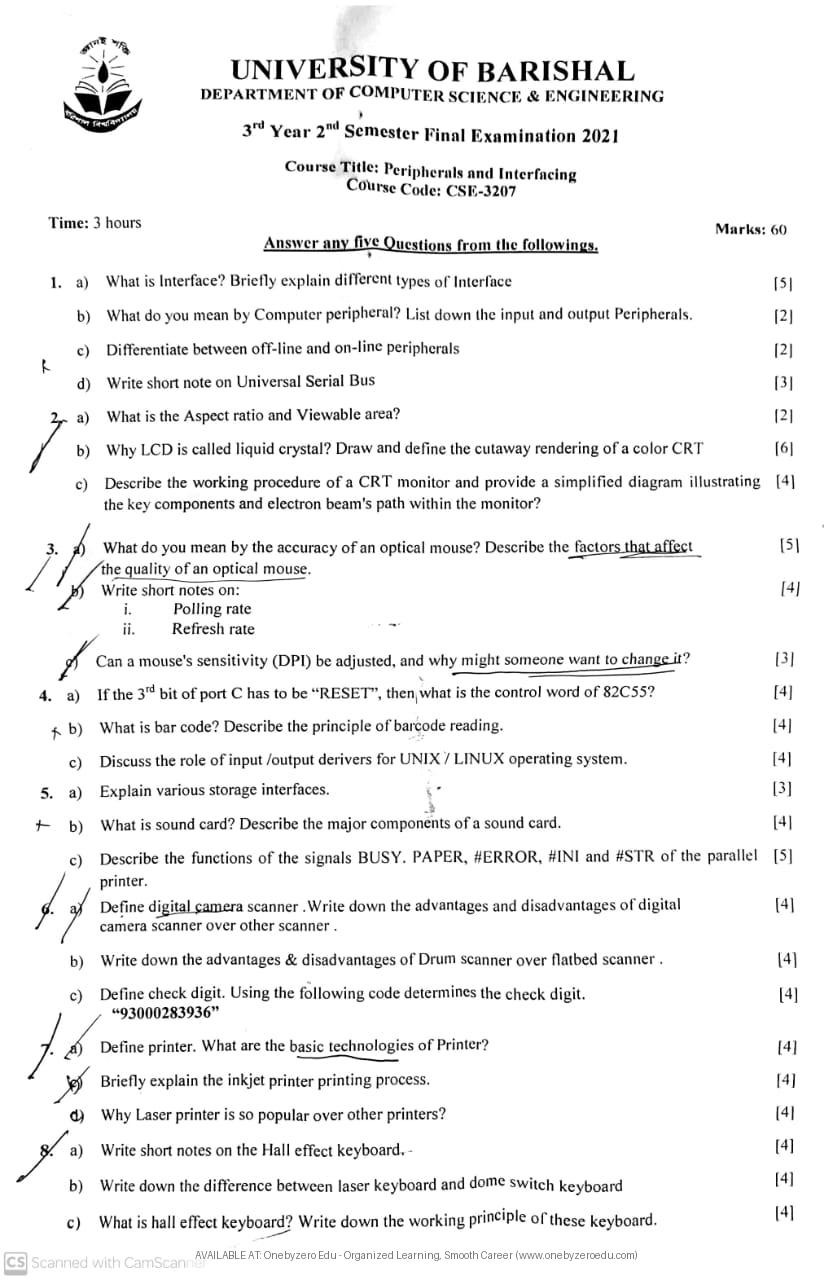 জ্ঞানই শক্তি
বরিশাল বিশ্ববিদ্যালয়
UNIVERSITY OF BARISHAL
DEPARTMENT OF COMPUTER SCIENCE & ENGINEERING
3rd Year 2nd Semester Final Examination 2021
Course Title: Peripherals and Interfacing
Course Code: CSE-3207
Time: 3 hours
Marks: 60
Answer any five Questions from the followings.
1. a) What is Interface? Briefly explain different types of Interface [5]
b) What do you mean by Computer peripheral? List down the input and output Peripherals. [2]
c) Differentiate between off-line and on-line peripherals [2]
d) Write short note on Universal Serial Bus [3]
2. a) What is the Aspect ratio and Viewable area? [2]
b) Why LCD is called liquid crystal? Draw and define the cutaway rendering of a color CRT [6]
c) Describe the working procedure of a CRT monitor and provide a simplified diagram illustrating [4]
the key components and electron beam's path within the monitor?
3. a) What do you mean by the accuracy of an optical mouse? Describe the factors that affect [5]
the quality of an optical mouse.
b) Write short notes on: [4]
i. Polling rate
ii. Refresh rate
c) Can a mouse's sensitivity (DPI) be adjusted, and why might someone want to change it? [3]
4. a) If the 3rd bit of port C has to be “RESET”, then what is the control word of 82C55? [4]
b) What is bar code? Describe the principle of barcode reading. [4]
c) Discuss the role of input /output derivers for UNIX / LINUX operating system. [4]
5. a) Explain various storage interfaces. [3]
b) What is sound card? Describe the major components of a sound card. [4]
c) Describe the functions of the signals BUSY. PAPER, #ERROR, #INI and #STR of the parallel [5]
printer.
6. a) Define digital camera scanner .Write down the advantages and disadvantages of digital [4]
camera scanner over other scanner .
b) Write down the advantages & disadvantages of Drum scanner over flatbed scanner . [4]
c) Define check digit. Using the following code determines the check digit. [4]
“93000283936”
7. a) Define printer. What are the basic technologies of Printer? [4]
Briefly explain the inkjet printer printing process. [4]
d) Why Laser printer is so popular over other printers? [4]
8. a) Write short notes on the Hall effect keyboard. [4]
b) Write down the difference between laser keyboard and dome switch keyboard [4]
c) What is hall effect keyboard? Write down the working principle of these keyboard. [4]
CS Scanned with CamScanner
AVAILABLE AT: Onebyzero Edu - Organized Learning, Smooth Career (www.onebyzeroedu.com)